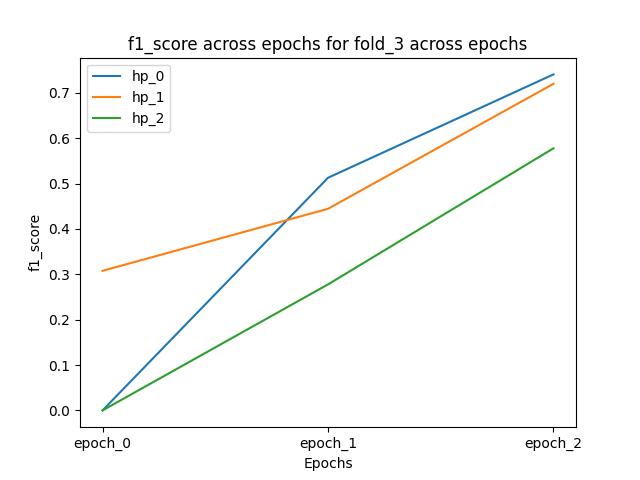 f1_score across epochs for fold_3 across epochs
hp_0
hp_1
hp_2
f1_score
0.7
0.6
0.5
0.4
0.3
0.2
0.1
0.0
epoch_0 epoch_1 epoch_2
Epochs